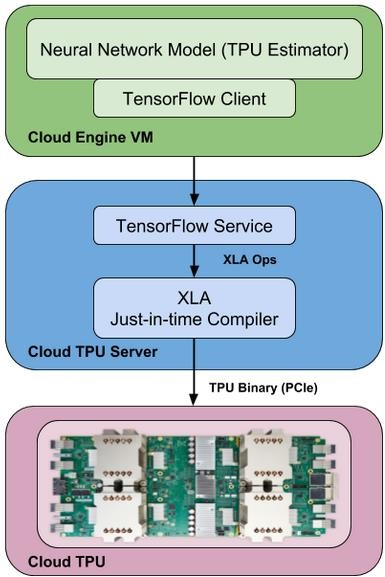 Neural Network Model (TPU Estimator)
TensorFlow Client
Cloud Engine VM
TensorFlow Service
XLA Ops
XLA
Just-in-time Compiler
Cloud TPU Server
TPU Binary (PCIe)
Cloud TPU